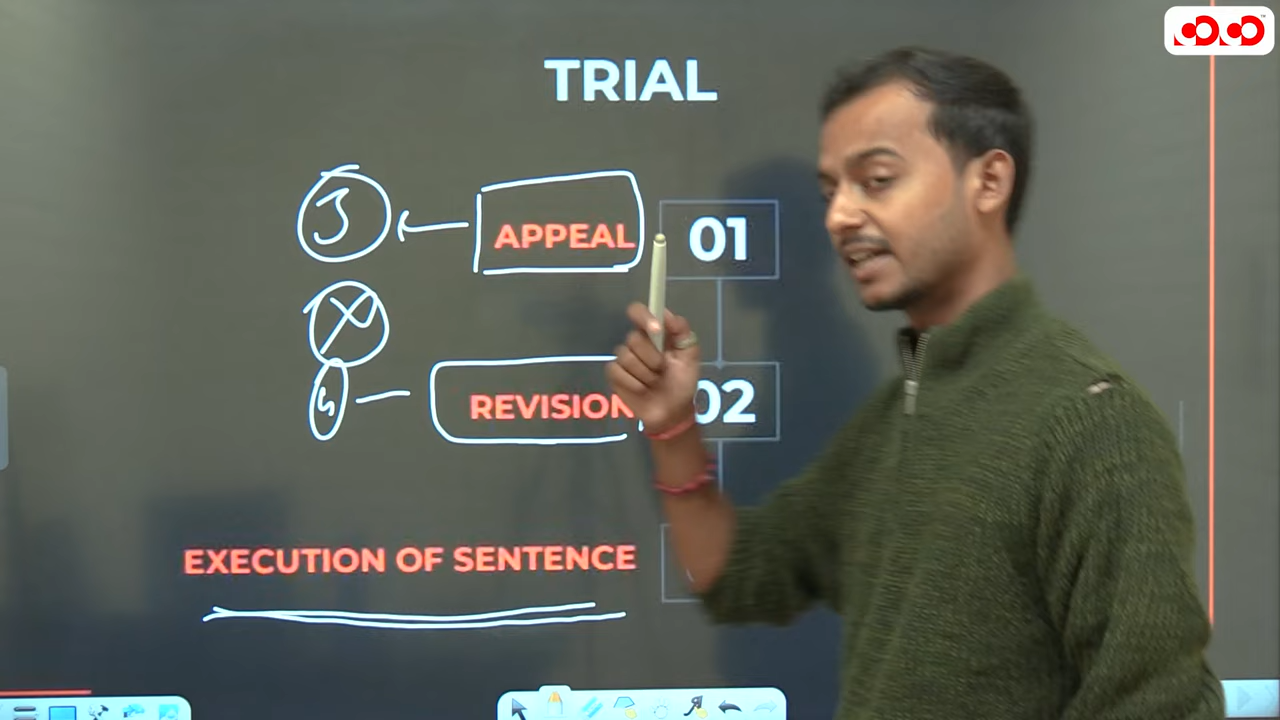 TRIAL
APPEAL
01
REVISION
02
EXECUTION OF SENTENCE